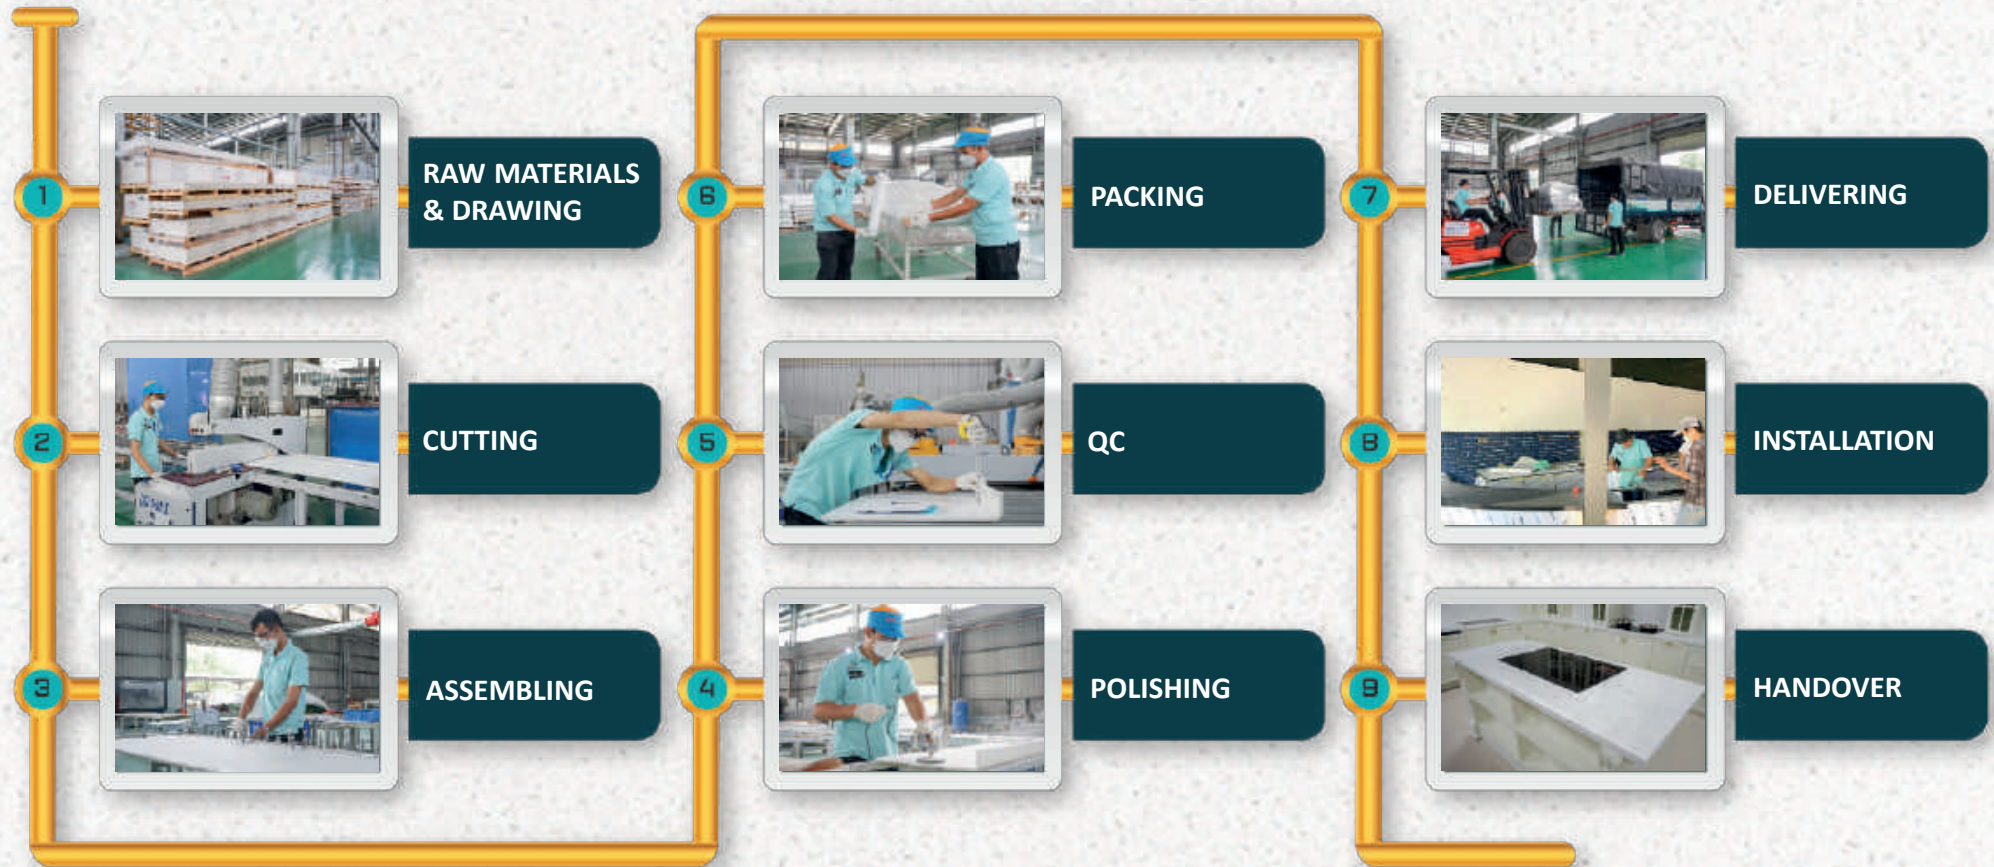 1
RAW MATERIALS
& DRAWING
2
CUTTING
3
ASSEMBLING
4
POLISHING
5
QC
6
PACKING
7
DELIVERING
8
INSTALLATION
9
HANDOVER